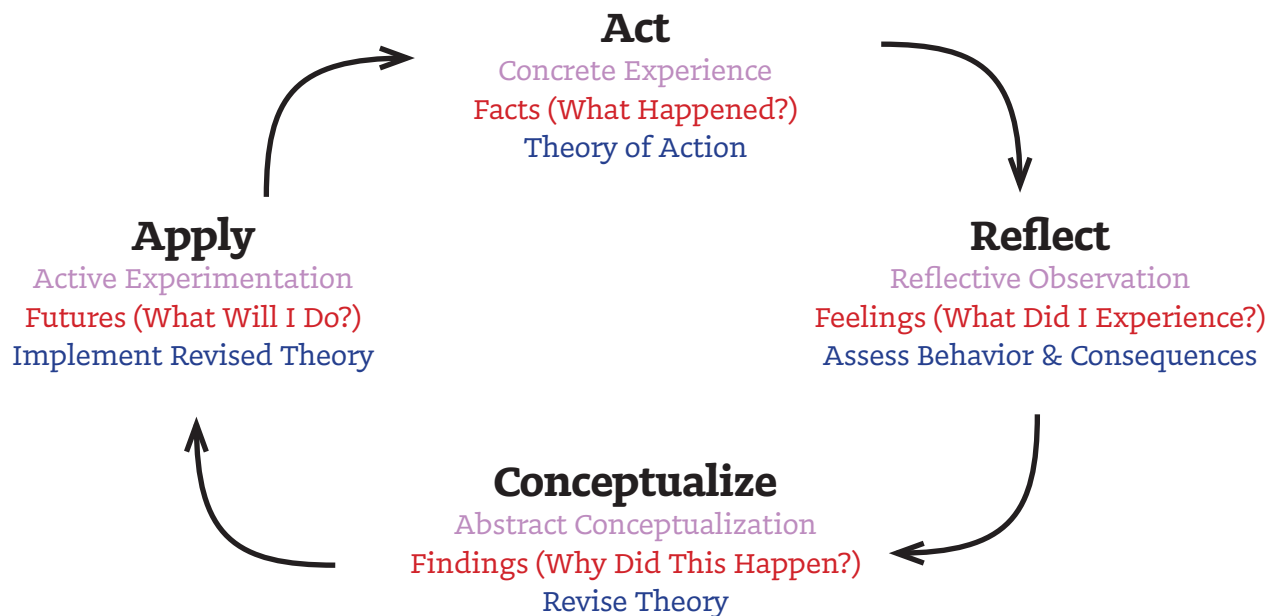 Act
Concrete Experience
Facts (What Happened?)
Theory of Action
Reflect
Reflective Observation
Feelings (What Did I Experience?)
Assess Behavior & Consequences
Conceptualize
Abstract Conceptualization
Findings (Why Did This Happen?)
Revise Theory
Apply
Active Experimentation
Futures (What Will I Do?)
Implement Revised Theory